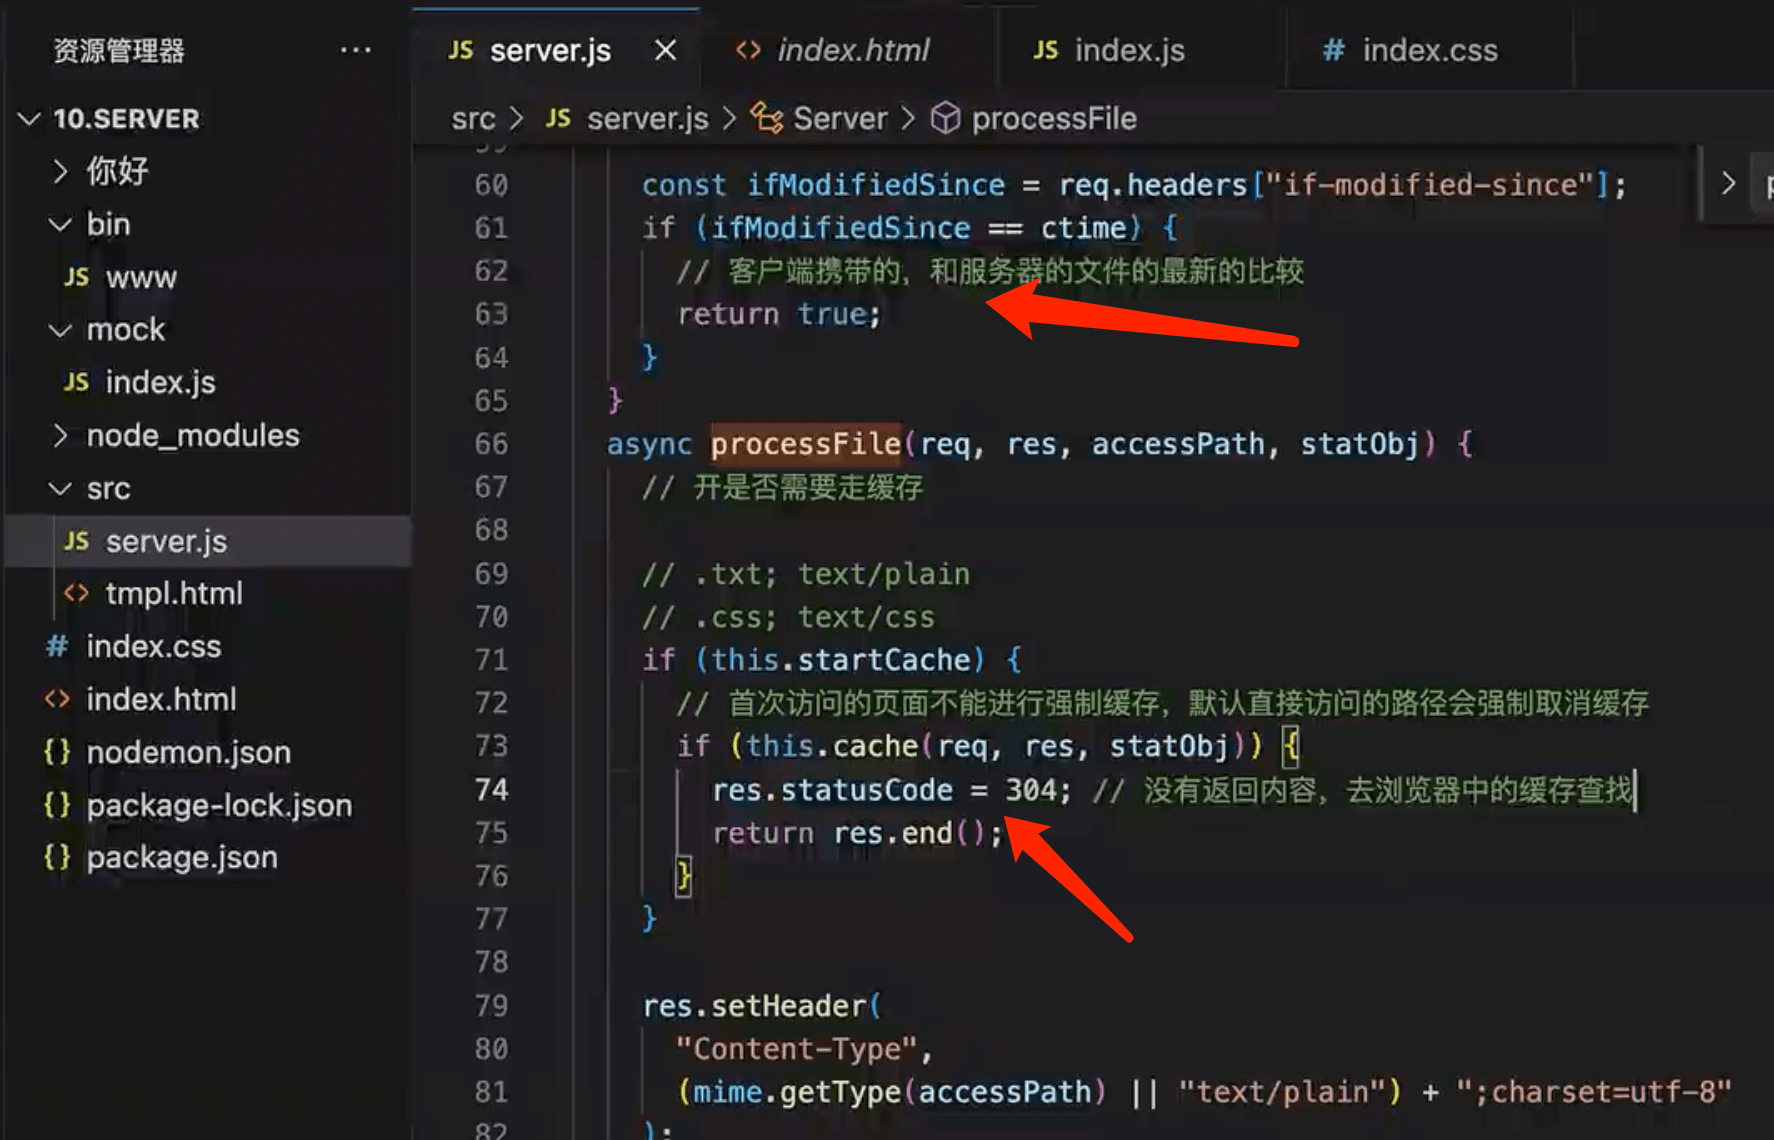 资源管理器 ···
JS server.js × <> index.html JS index.js # index.css
10.SERVER
你好
bin
JS www
mock
JS index.js
node_modules
src
JS server.js
<> tmpl.html
# index.css
<> index.html
{} nodemon.json
{} package-lock.json
{} package.json
src > JS server.js > Server > processFile
60 const ifModifiedSince = req.headers["if-modified-since"];
61 if (ifModifiedSince == ctime) {
62 // 客户端携带的，和服务器的文件的最新的比较
63 return true;
64 }
65 }
66 async processFile(req, res, accessPath, statObj) {
67 // 开是否需要走缓存
68
69 // .txt; text/plain
70 // .css; text/css
71 if (this.startCache) {
72 // 首次访问的页面不能进行强制缓存，默认直接访问的路径会强制取消缓存
73 if (this.cache(req, res, statObj)) {
74 res.statusCode = 304; // 没有返回内容，去浏览器中的缓存查找
75 return res.end();
76 }
77 }
78
79 res.setHeader(
80 "Content-Type",
81 (mime.getType(accessPath) || "text/plain") + ";charset=utf-8"
82 );